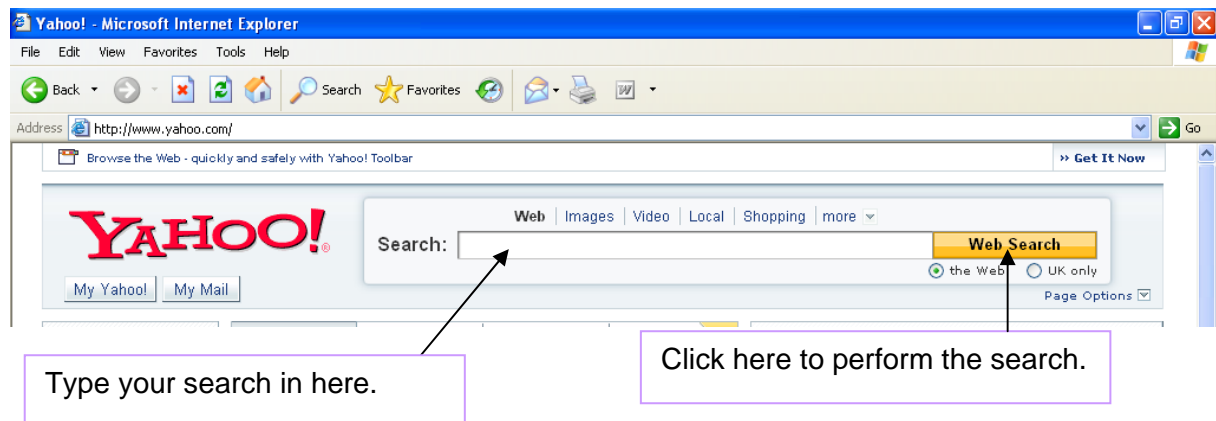 Yahoo! - Microsoft Internet Explorer
File Edit View Favorites Tools Help
Back Search Favorites
Address http://www.yahoo.com/ Go
Browse the Web - quickly and safely with Yahoo! Toolbar >> Get It Now
Web | Images | Video | Local | Shopping | more
YAHOO!® Search: Web Search
the Web UK only
My Yahoo! My Mail Page Options
Type your search in here.
Click here to perform the search.